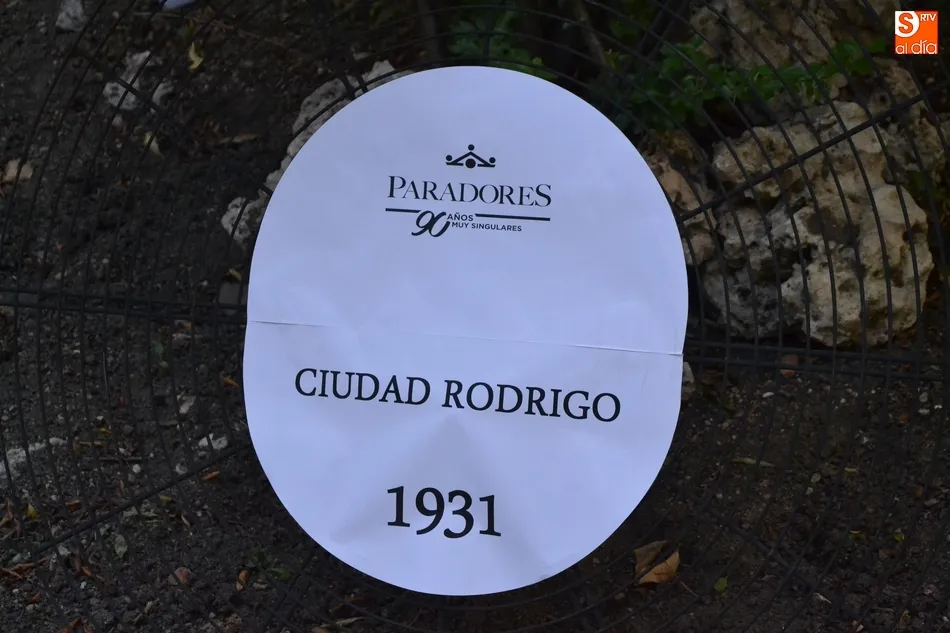 S RTV
al día
PARADORES
90 AÑOS
MUY SINGULARES
CIUDAD RODRIGO
1931